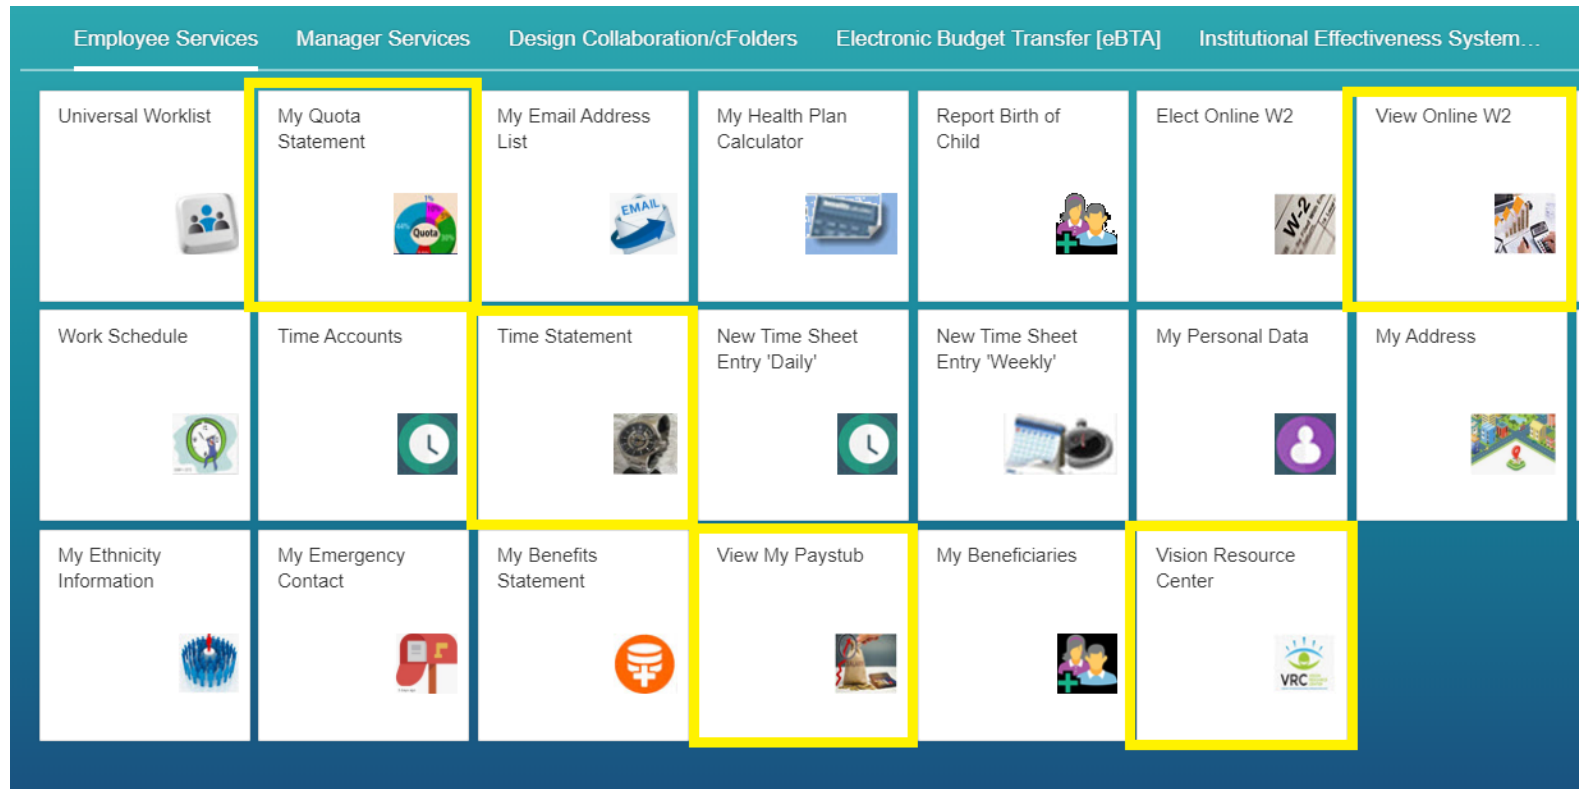 Employee Services
Manager Services
Design Collaboration/cFolders
Electronic Budget Transfer [eBTA]
Institutional Effectiveness System...
Universal Worklist
My Quota
Statement
1%
44%
Quota
My Email Address
List
EMAIL
My Health Plan
Calculator
Report Birth of
Child
Elect Online W2
W-2
View Online W2
Work Schedule
Time Accounts
Time Statement
New Time Sheet
Entry 'Daily'
New Time Sheet
Entry 'Weekly'
My Personal Data
My Address
My Ethnicity
Information
My Emergency
Contact
My Benefits
Statement
View My Paystub
My Beneficiaries
Vision Resource
Center
VRC